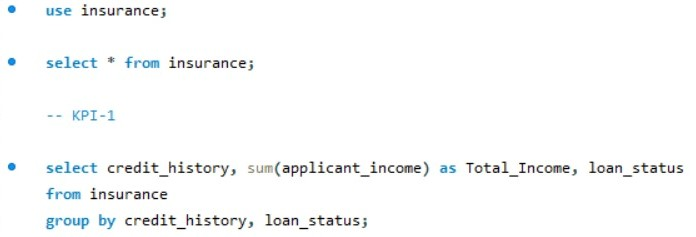 use insurance;
select * from insurance;
-- KPI-1
select credit_history, sum(applicant_income) as Total_Income, loan_status
from insurance
group by credit_history, loan_status;